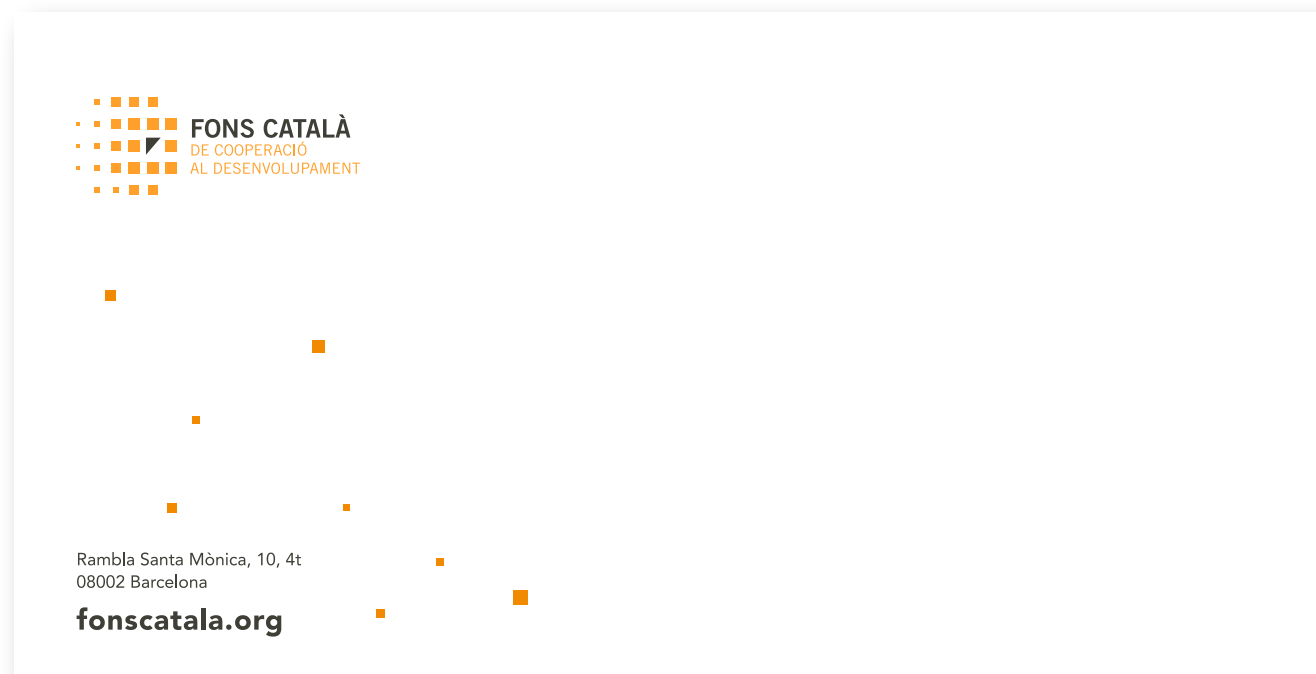 FONS CATALÀ
DE COOPERACIÓ
AL DESENVOLUPAMENT
Rambla Santa Mònica, 10, 4t
08002 Barcelona
fonscatala.org